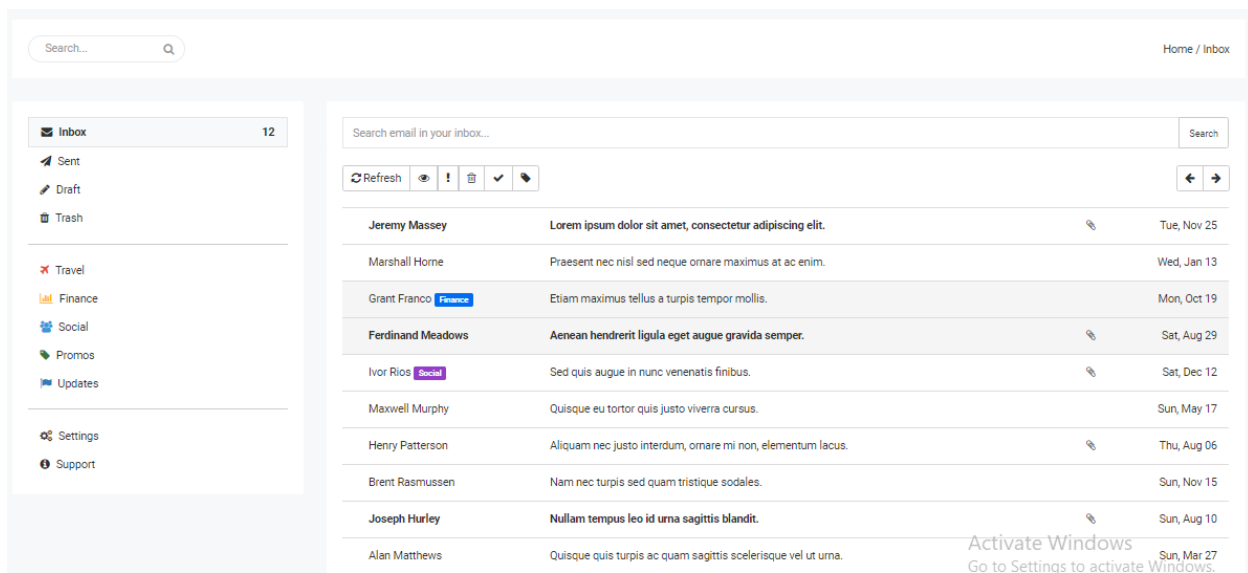 Search...
Home / Inbox
Inbox 12
Sent
Draft
Trash
Travel
Finance
Social
Promos
Updates
Settings
Support
Search email in your inbox... Search
Refresh
Jeremy Massey Lorem ipsum dolor sit amet, consectetur adipiscing elit. Tue, Nov 25
Marshall Horne Praesent nec nisl sed neque ornare maximus at ac enim. Wed, Jan 13
Grant Franco Finance Etiam maximus tellus a turpis tempor mollis. Mon, Oct 19
Ferdinand Meadows Aenean hendrerit ligula eget augue gravida semper. Sat, Aug 29
Ivor Rios Social Sed quis augue in nunc venenatis finibus. Sat, Dec 12
Maxwell Murphy Quisque eu tortor quis justo viverra cursus. Sun, May 17
Henry Patterson Aliquam nec justo interdum, ornare mi non, elementum lacus. Thu, Aug 06
Brent Rasmussen Nam nec turpis sed quam tristique sodales. Sun, Nov 15
Joseph Hurley Nullam tempus leo id urna sagittis blandit. Sun, Aug 10
Alan Matthews Quisque quis turpis ac quam sagittis scelerisque vel ut urna. Sun, Mar 27
Activate Windows
Go to Settings to activate Windows.